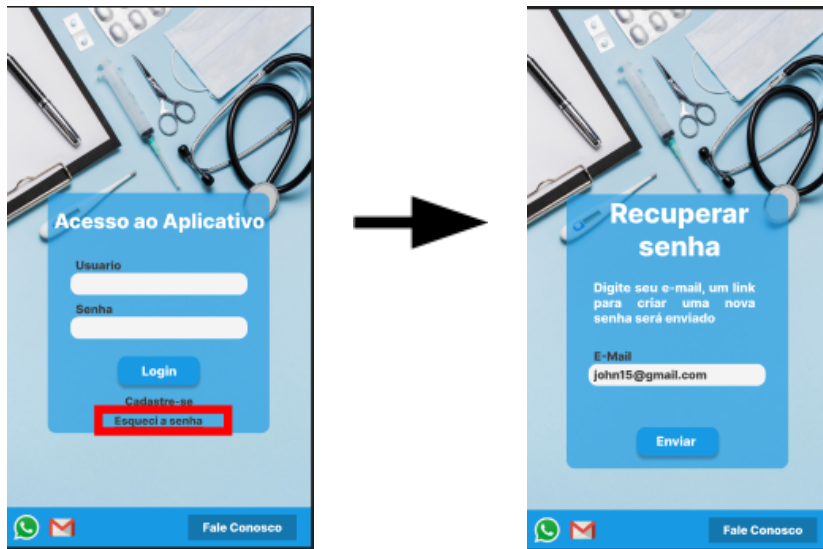 Acesso ao Aplicativo
Usuario
Senha
Login
Cadastre-se
Esqueci a senha
Fale Conosco
Recuperar
senha
Digite seu e-mail, um link
para criar uma nova
senha será enviado
E-Mail
john15@gmail.com
Enviar
Fale Conosco